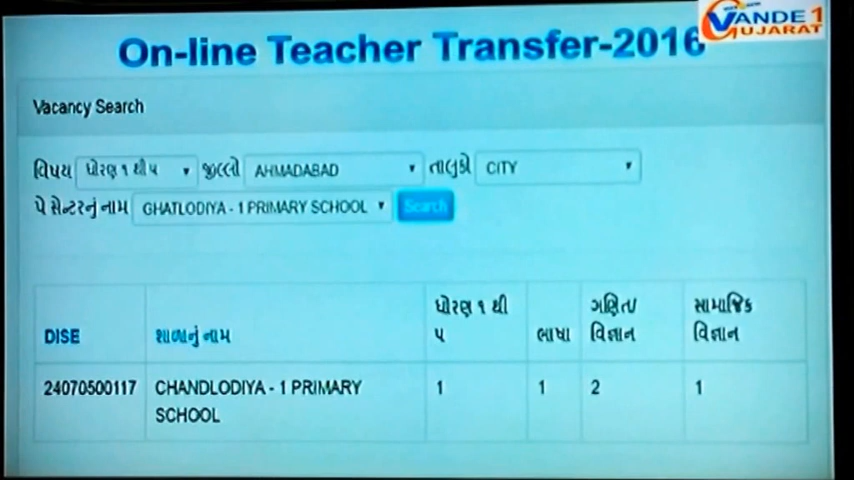 VANDE 1
GUJARAT
On-line Teacher Transfer-2016
Vacancy Search
વિષય ધોરણ ૧ થી ૫ જીલ્લો AHMADABAD તાલુકો CITY
પે સેન્ટરનું નામ GHATLODIYA - 1 PRIMARY SCHOOL Search
DISE શાળાનું નામ ધોરણ ૧ થી ૫ ભાષા ગણિત/ વિજ્ઞાન સામાજિક વિજ્ઞાન
24070500117 CHANDLODIYA - 1 PRIMARY SCHOOL 1 1 2 1